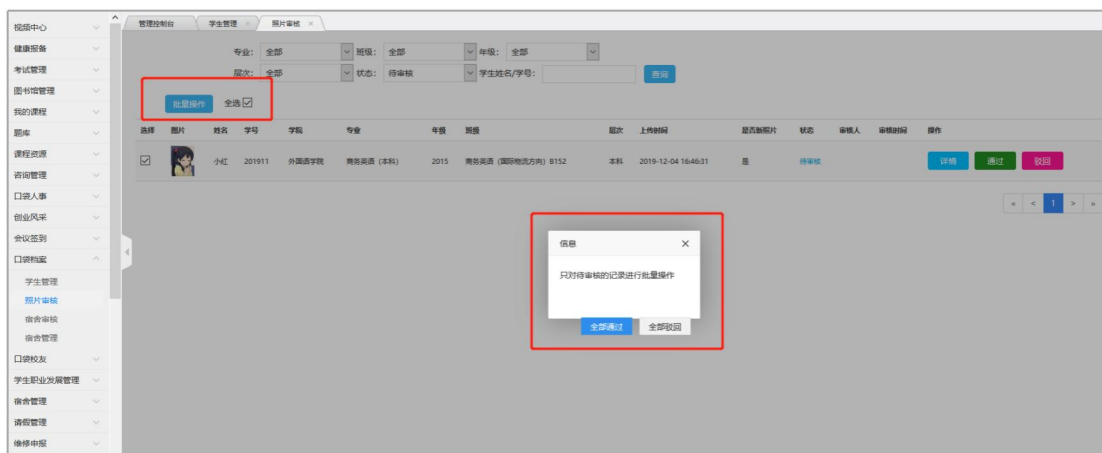 管理控制台 学生管理 × 照片审核 ×
视频中心
健康报备
考试管理
图书馆管理
我的课程
题库
课程资源
咨询管理
口袋人事
创业风采
会议签到
口袋档案
学生管理
照片审核
宿舍审核
宿舍管理
口袋校友
学生职业发展管理
宿舍管理
请假管理
维修申报
专业： 全部 班级： 全部 年级： 全部
层次： 全部 状态： 待审核 学生姓名/学号： 查询
批量操作 全选
选择 图片 姓名 学号 学院 专业 年级 班级 层次 上传时间 是否新照片 状态 审核人 审核时间 操作
小红 201911 外国语学院 商务英语（本科） 2015 商务英语（国际物流方向）B152 本科 2019-12-04 16:46:31 是 待审核 详情 通过 驳回
« < 1 > »
信息 ×
只对待审核的记录进行批量操作
全部通过 全部驳回